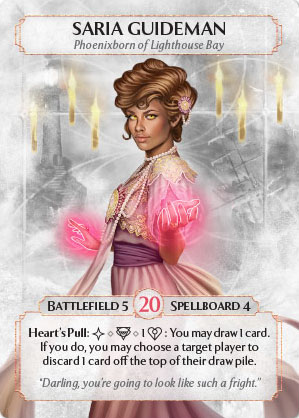 SARIA GUIDEMAN
Phoenixborn of Lighthouse Bay
BATTLEFIELD 5 20 SPELLBOARD 4
Heart's Pull: 1 : You may draw 1 card.
If you do, you may choose a target player to
discard 1 card off the top of their draw pile.
"Darling, you're going to look like such a fright."